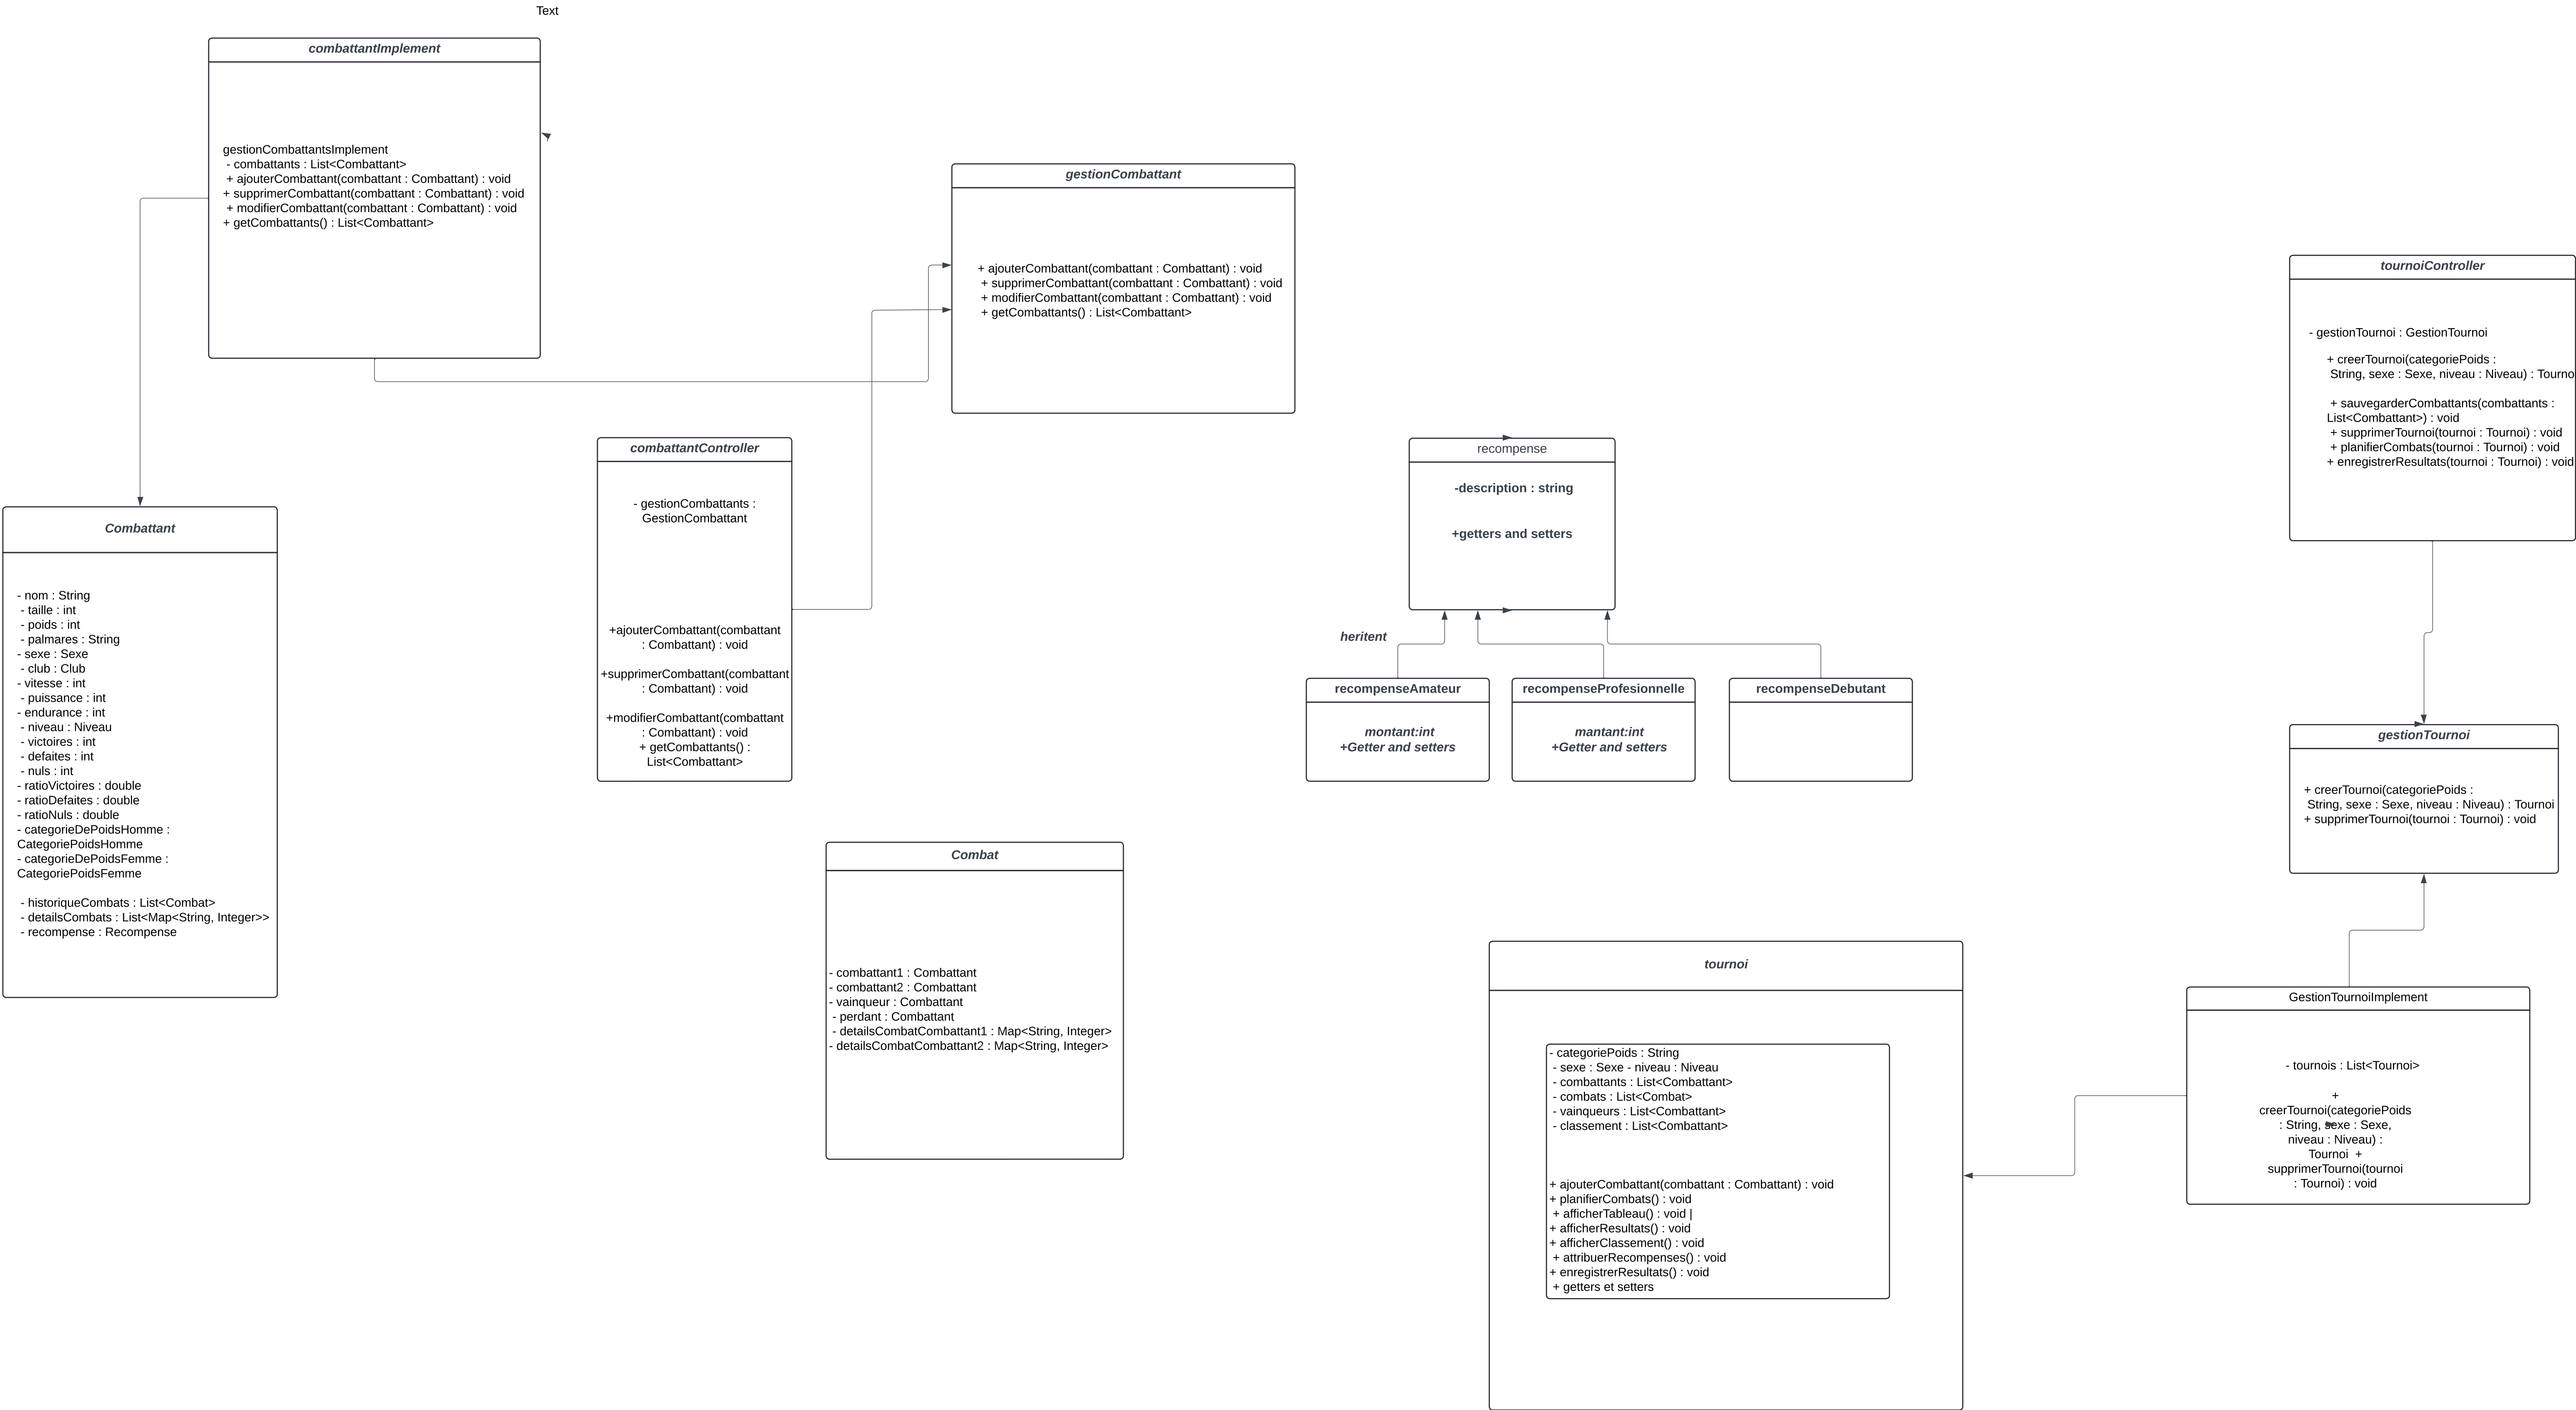 Text
combattantImplement
gestionCombattantsImplement
- combattants : List<Combattant>
+ ajouterCombattant(combattant : Combattant) : void
+ supprimerCombattant(combattant : Combattant) : void
+ modifierCombattant(combattant : Combattant) : void
+ getCombattants() : List<Combattant>
gestionCombattant
+ ajouterCombattant(combattant : Combattant) : void
+ supprimerCombattant(combattant : Combattant) : void
+ modifierCombattant(combattant : Combattant) : void
+ getCombattants() : List<Combattant>
tournoiController
- gestionTournoi : GestionTournoi
+ creerTournoi(categoriePoids :
String, sexe : Sexe, niveau : Niveau) : Tourno
+ sauvegarderCombattants(combattants :
List<Combattant>) : void
+ supprimerTournoi(tournoi : Tournoi) : void
+ planifierCombats(tournoi : Tournoi) : void
+ enregistrerResultats(tournoi : Tournoi) : void
combattantController
- gestionCombattants :
GestionCombattant
+ajouterCombattant(combattant
: Combattant) : void
+supprimerCombattant(combattant
: Combattant) : void
+modifierCombattant(combattant
: Combattant) : void
+ getCombattants() :
List<Combattant>
recompense
-description : string
+getters and setters
heritent
recompenseAmateur
montant:int
+Getter and setters
recompenseProfesionnelle
mantant:int
+Getter and setters
recompenseDebutant
Combattant
- nom : String
- taille : int
- poids : int
- palmares : String
- sexe : Sexe
- club : Club
- vitesse : int
- puissance : int
- endurance : int
- niveau : Niveau
- victoires : int
- defaites : int
- nuls : int
- ratioVictoires : double
- ratioDefaites : double
- ratioNuls : double
- categorieDePoidsHomme :
CategoriePoidsHomme
- categorieDePoidsFemme :
CategoriePoidsFemme
- historiqueCombats : List<Combat>
- detailsCombats : List<Map<String, Integer>>
- recompense : Recompense
gestionTournoi
+ creerTournoi(categoriePoids :
String, sexe : Sexe, niveau : Niveau) : Tournoi
+ supprimerTournoi(tournoi : Tournoi) : void
Combat
- combattant1 : Combattant
- combattant2 : Combattant
- vainqueur : Combattant
- perdant : Combattant
- detailsCombatCombattant1 : Map<String, Integer>
- detailsCombatCombattant2 : Map<String, Integer>
tournoi
- categoriePoids : String
- sexe : Sexe - niveau : Niveau
- combattants : List<Combattant>
- combats : List<Combat>
- vainqueurs : List<Combattant>
- classement : List<Combattant>
+ ajouterCombattant(combattant : Combattant) : void
+ planifierCombats() : void
+ afficherTableau() : void |
+ afficherResultats() : void
+ afficherClassement() : void
+ attribuerRecompenses() : void
+ enregistrerResultats() : void
+ getters et setters
GestionTournoiImplement
- tournois : List<Tournoi>
+
creerTournoi(categoriePoids
: String, sexe : Sexe,
niveau : Niveau) :
Tournoi +
supprimerTournoi(tournoi
: Tournoi) : void